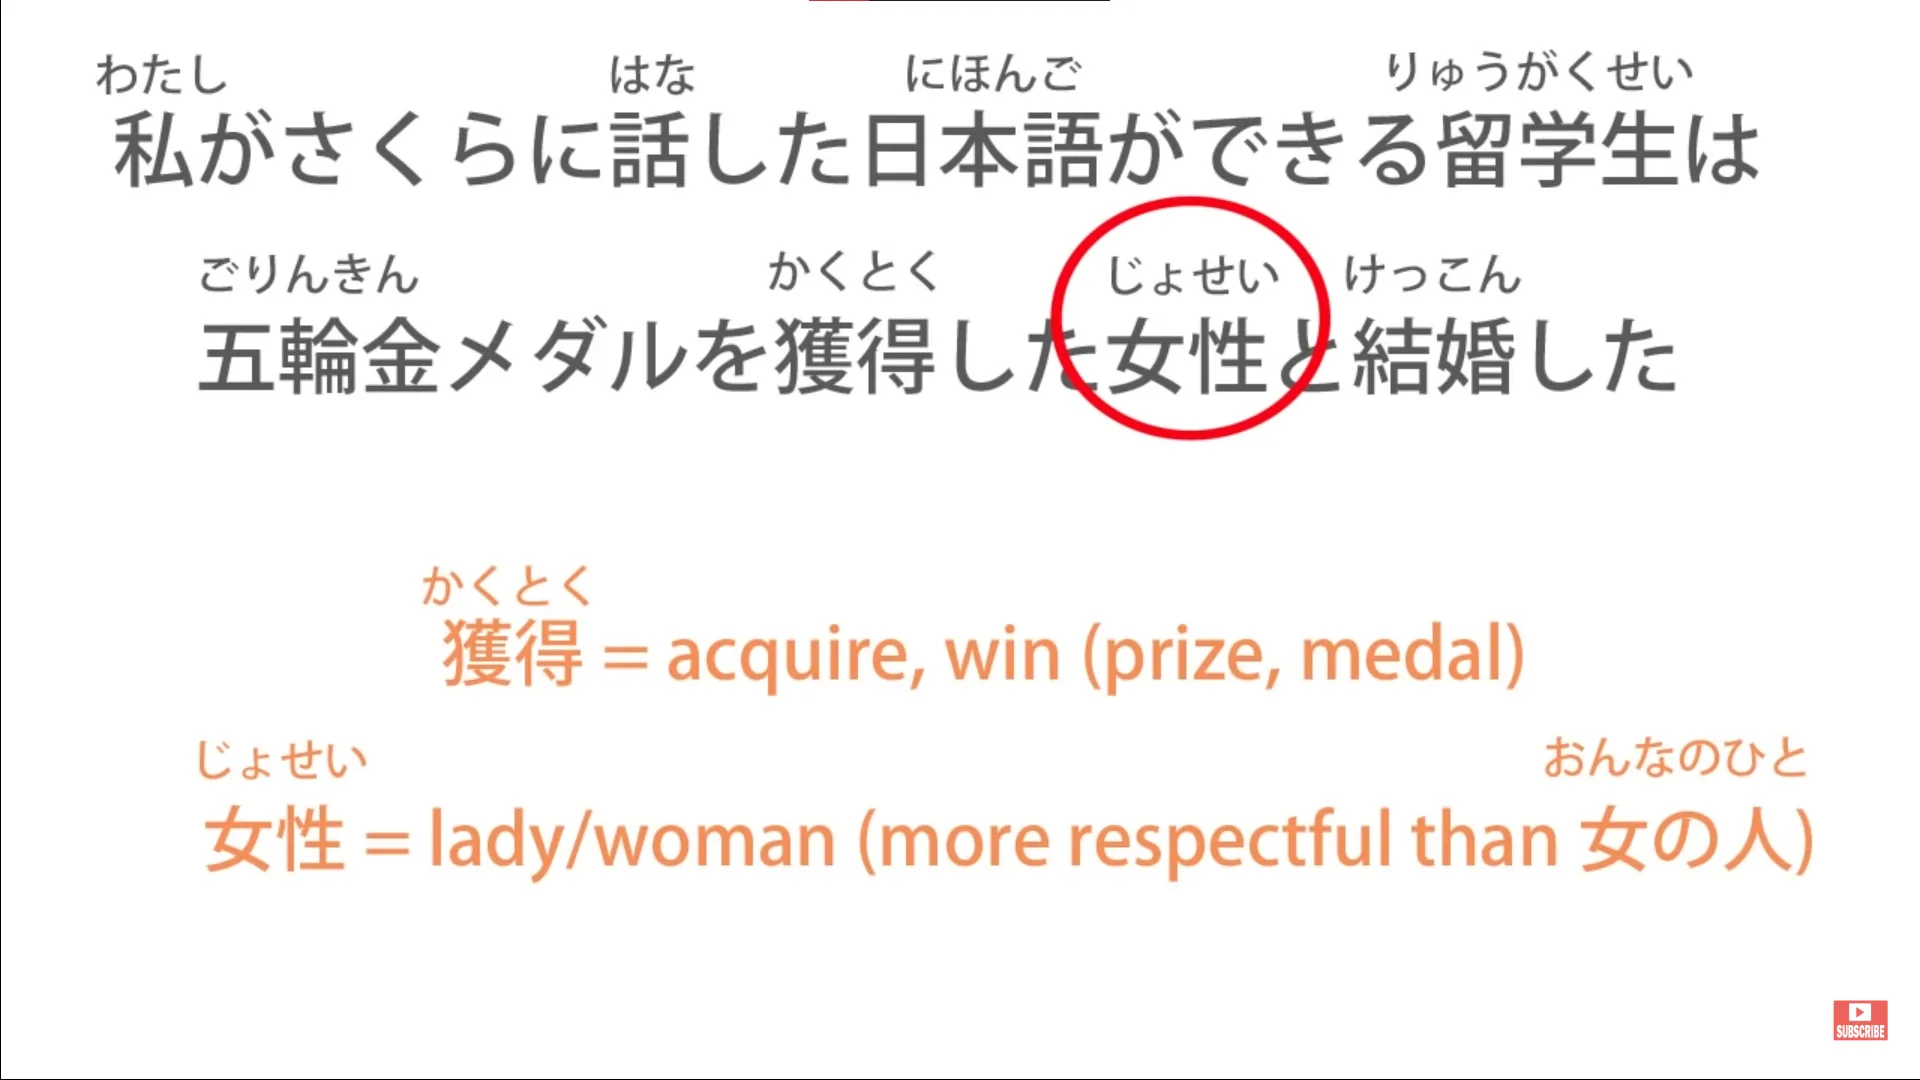 わたし はな にほんご りゅうがくせい
私がさくらに話した日本語ができる留学生は
ごりんきん かくとく じょせい けっこん
五輪金メダルを獲得した女性と結婚した
かくとく
獲得 = acquire, win (prize, medal)
じょせい おんなのひと
女性 = lady/woman (more respectful than 女の人)
SUBSCRIBE